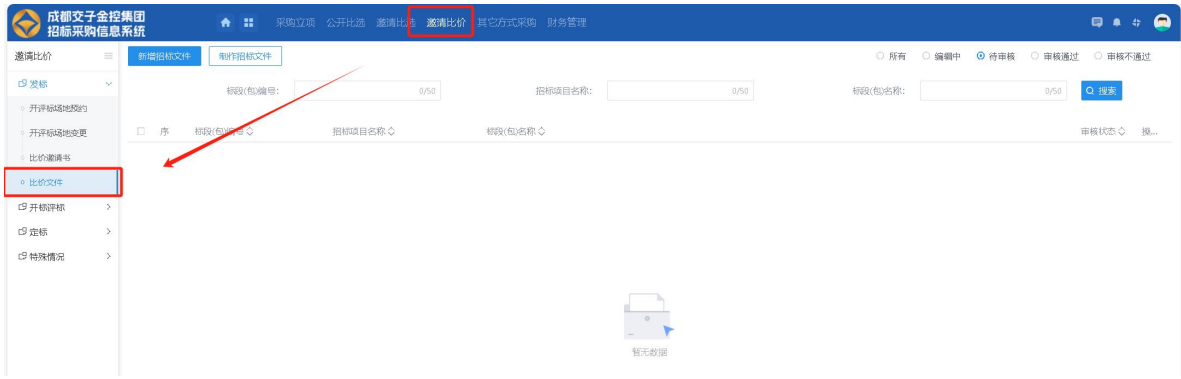 成都交子金控集团
招标采购信息系统
采购立项 公开比选 邀请比选 邀请比价 其它方式采购 财务管理
邀请比价
新增招标文件 制作招标文件
所有 编辑中 待审核 审核通过 审核不通过
发标
标段(包)编号: 0/50 招标项目名称: 0/50 标段(包)名称: 0/50 搜索
开评标场地预约
开评标场地变更
序 标段(包)编号 招标项目名称 标段(包)名称 审核状态 操...
比价邀请书
比价文件
开标评标
定标
特殊情况
暂无数据